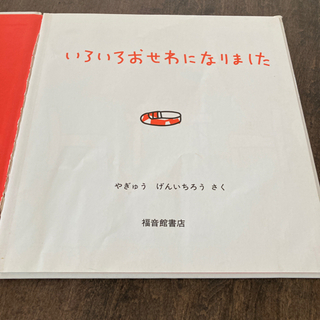 いろいろおせわになりました
やぎゅう　げんいちろう さく
福音館書店